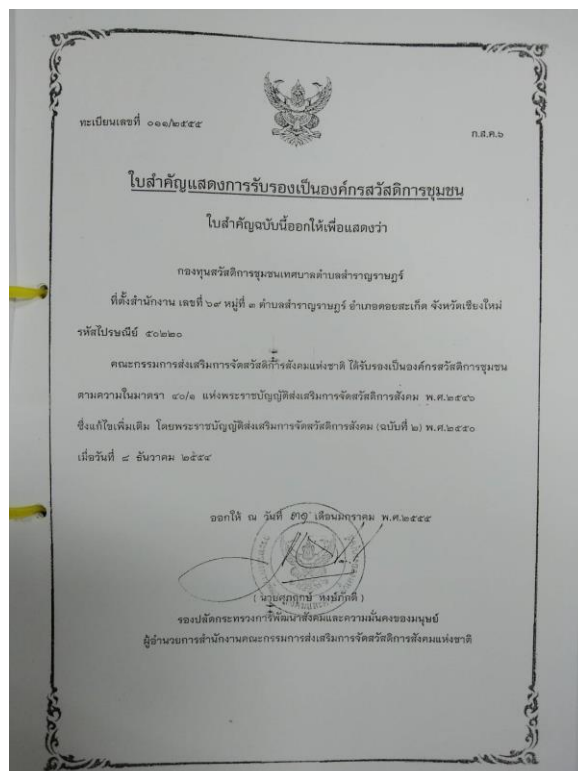 ทะเบียนเลขที่ ๐๑๑/๒๕๕๕
ก.ส.ค.๖
ใบสำคัญแสดงการรับรองเป็นองค์กรสวัสดิการชุมชน
ใบสำคัญฉบับนี้ออกให้เพื่อแสดงว่า
กองทุนสวัสดิการชุมชนเทศบาลตำบลสำราญราษฎร์
ที่ตั้งสำนักงาน เลขที่ ๖๙ หมู่ที่ ๓ ตำบลสำราญราษฎร์ อำเภอดอยสะเก็ด จังหวัดเชียงใหม่
รหัสไปรษณีย์ ๕๐๒๒๐
คณะกรรมการส่งเสริมการจัดสวัสดิการสังคมแห่งชาติ ได้รับรองเป็นองค์กรสวัสดิการชุมชน
ตามความในมาตรา ๔๐/๑ แห่งพระราชบัญญัติส่งเสริมการจัดสวัสดิการสังคม พ.ศ.๒๕๔๖
ซึ่งแก้ไขเพิ่มเติม โดยพระราชบัญญัติส่งเสริมการจัดสวัสดิการสังคม (ฉบับที่ ๒) พ.ศ.๒๕๕๐
เมื่อวันที่ ๘ ธันวาคม ๒๕๕๔
ออกให้ ณ วันที่ ๓๑ เดือนมกราคม พ.ศ.๒๕๕๕
( นายศุภฤกษ์ หงษ์ภักดี )
รองปลัดกระทรวงการพัฒนาสังคมและความมั่นคงของมนุษย์
ผู้อำนวยการสำนักงานคณะกรรมการส่งเสริมการจัดสวัสดิการสังคมแห่งชาติ